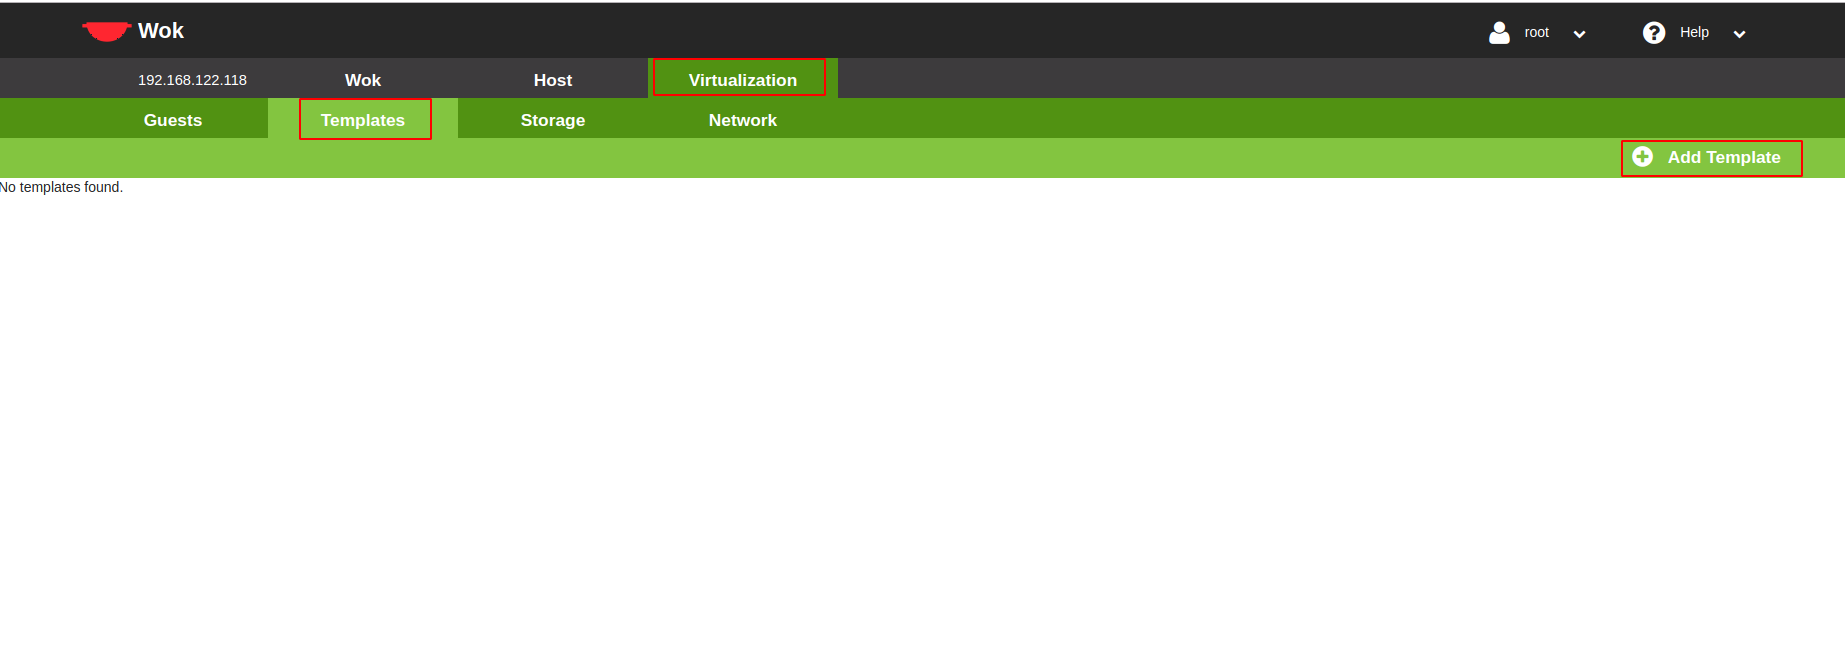 Wok root Help
192.168.122.118 Wok Host Virtualization
Guests Templates Storage Network
Add Template
No templates found.